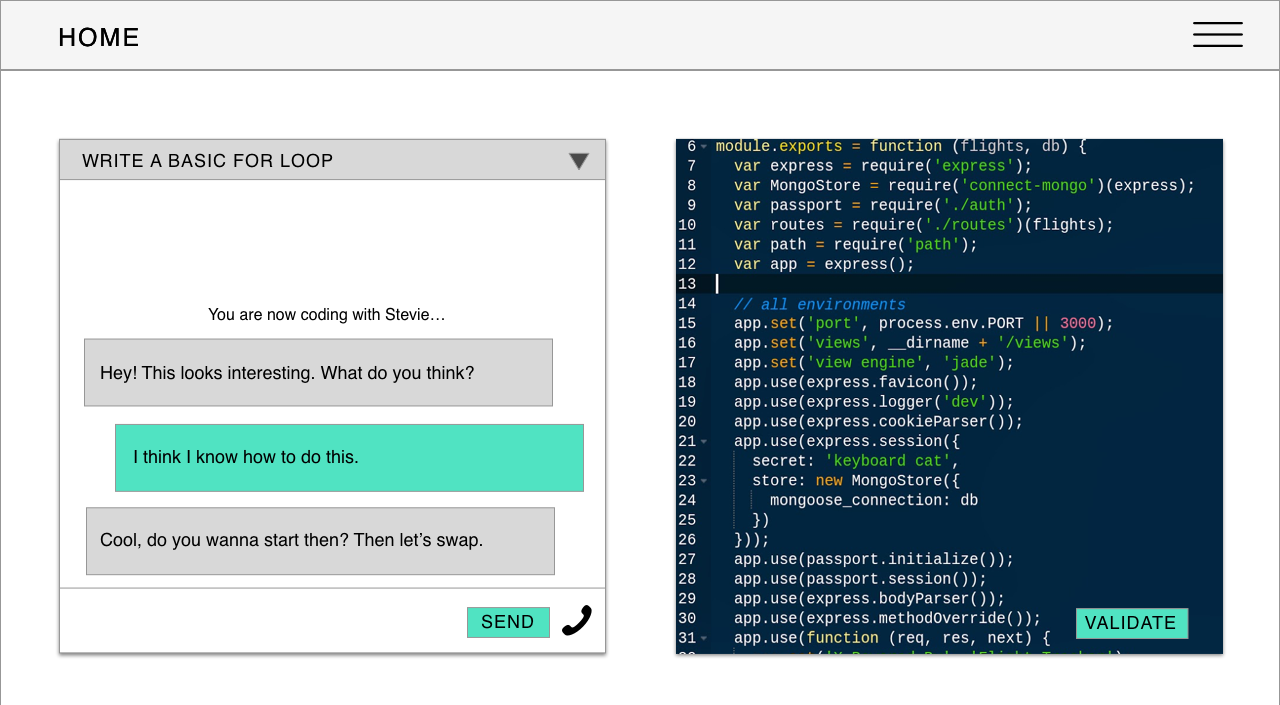 HOME
WRITE A BASIC FOR LOOP
You are now coding with Stevie…
Hey! This looks interesting. What do you think?
I think I know how to do this.
Cool, do you wanna start then? Then let’s swap.
SEND
6 module.exports = function (flights, db) {
7 var express = require('express');
8 var MongoStore = require('connect-mongo')(express);
9 var passport = require('./auth');
10 var routes = require('./routes')(flights);
11 var path = require('path');
12 var app = express();
13
14 // all environments
15 app.set('port', process.env.PORT || 3000);
16 app.set('views', __dirname + '/views');
17 app.set('view engine', 'jade');
18 app.use(express.favicon());
19 app.use(express.logger('dev'));
20 app.use(express.cookieParser());
21 app.use(express.session({
22 secret: 'keyboard cat',
23 store: new MongoStore({
24 mongoose_connection: db
25 })
26 }));
27 app.use(passport.initialize());
28 app.use(passport.session());
29 app.use(express.bodyParser());
30 app.use(express.methodOverride());
31 app.use(function (req, res, next) {
VALIDATE